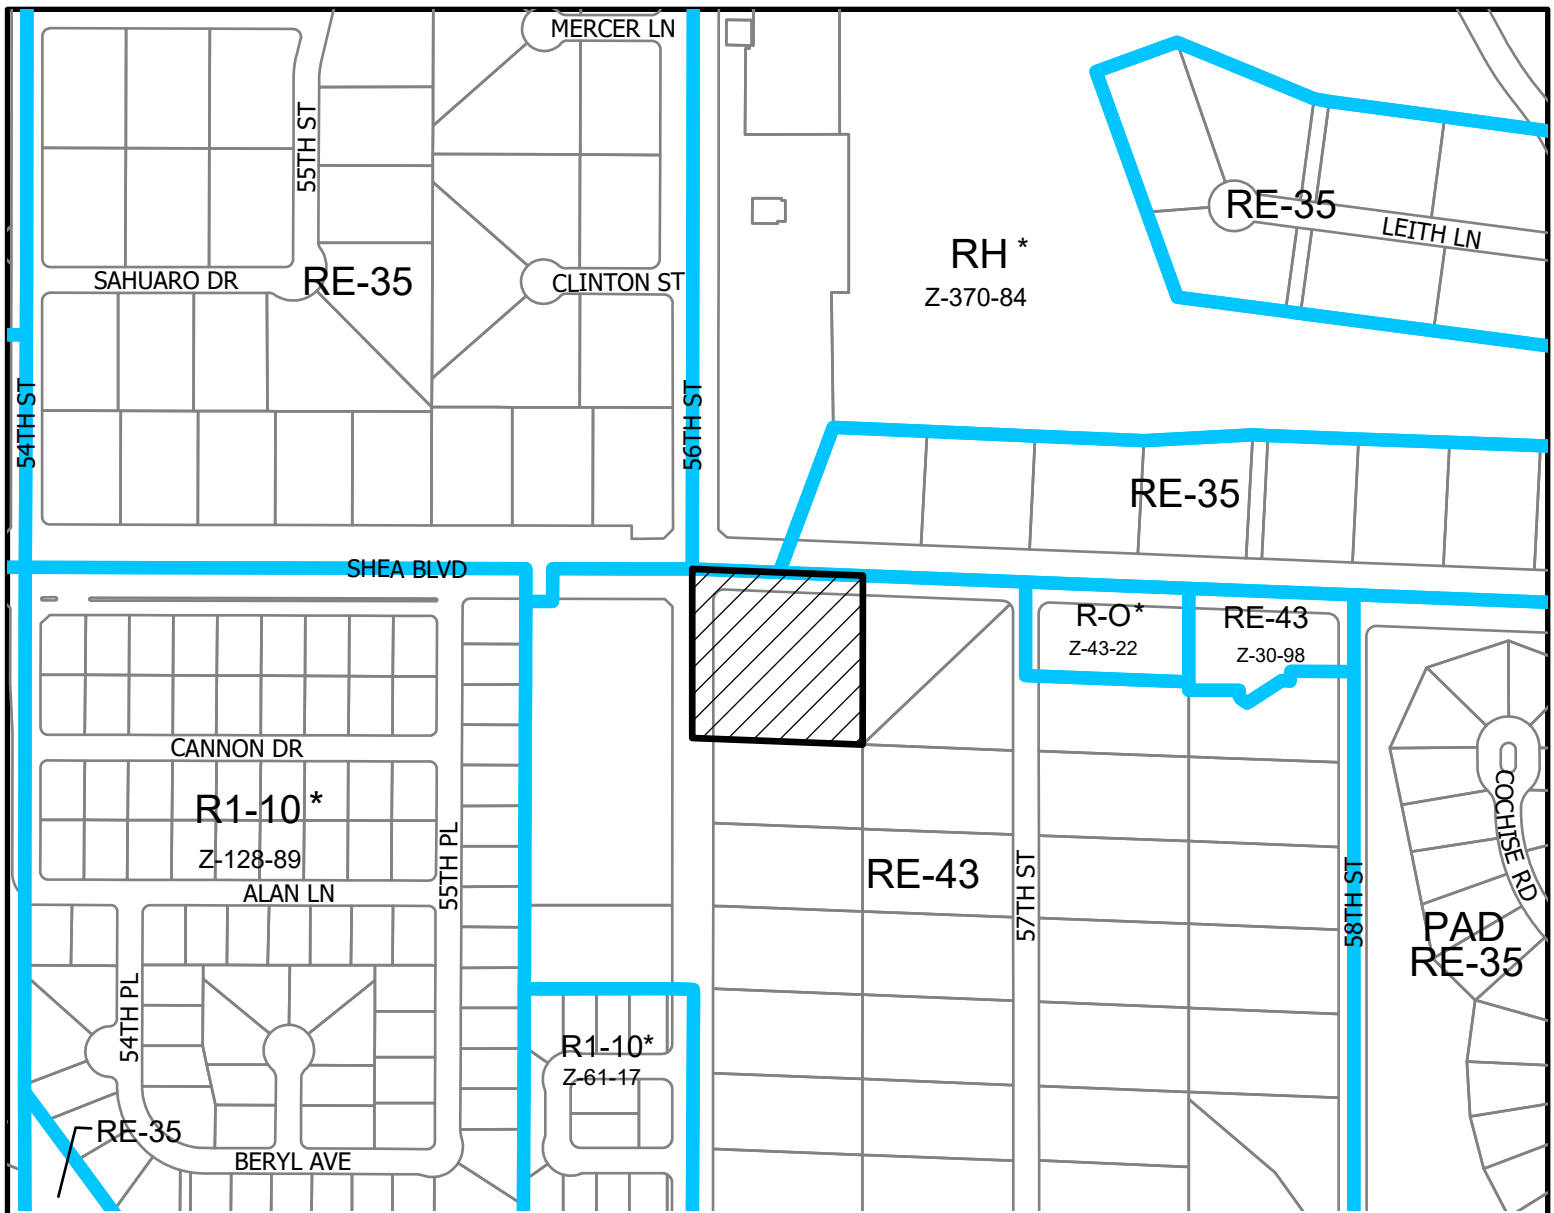 MERCER LN
55TH ST
RE-35
LEITH LN
RH *
Z-370-84
SAHUARO DR
RE-35
CLINTON ST
54TH ST
56TH ST
RE-35
SHEA BLVD
R-O*
Z-43-22
RE-43
Z-30-98
CANNON DR
R1-10 *
Z-128-89
COCHISE RD
ALAN LN
55TH PL
RE-43
57TH ST
58TH ST
PAD
RE-35
54TH PL
R1-10*
Z-61-17
RE-35
BERYL AVE